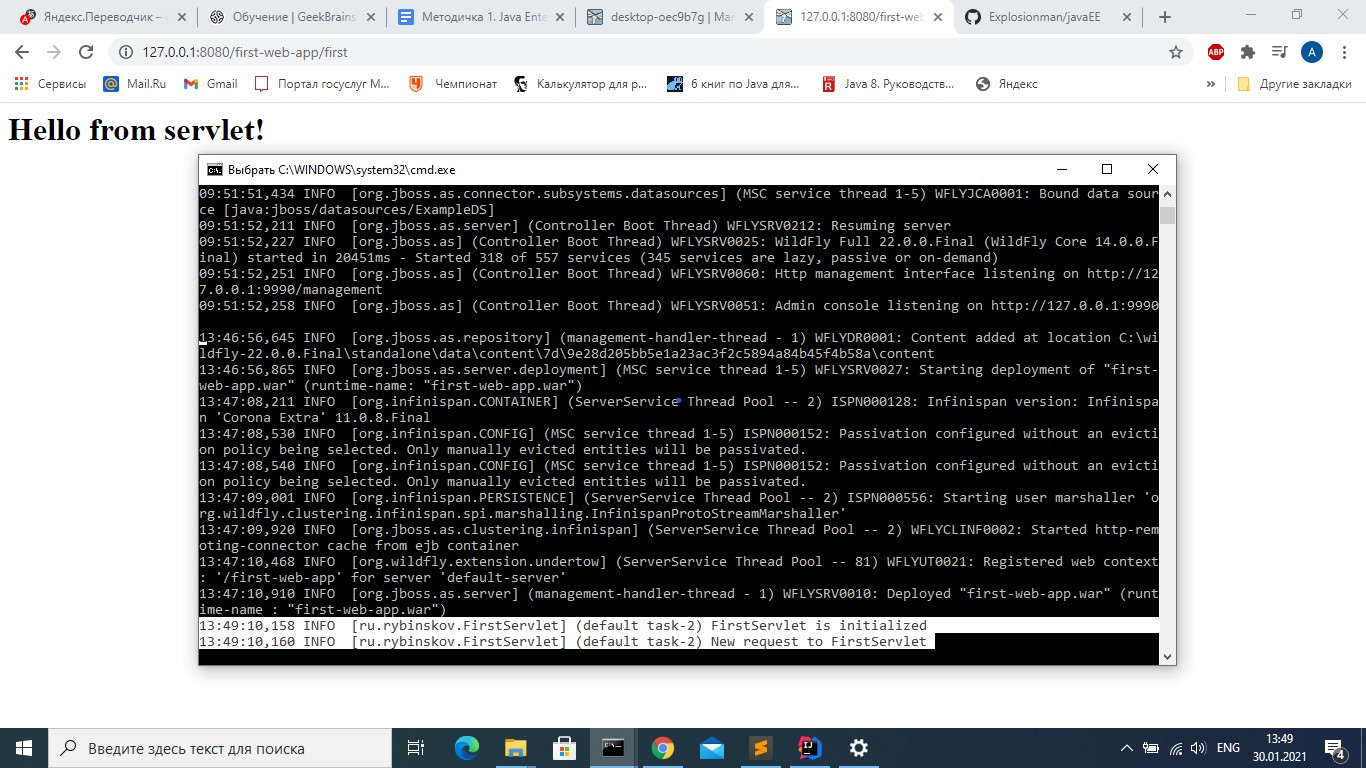 Яндекс.Переводчик –
Обучение | GeekBrains
Методичка 1. Java Ente
desktop-oec9b7g | Man
127.0.0.1:8080/first-web
Explosionman/javaEE
127.0.0.1:8080/first-web-app/first
ABP
A
Сервисы
Mail.Ru
Gmail
Портал госуслуг М...
Чемпионат
Калькулятор для р...
6 книг по Java для...
Java 8. Руководств...
Яндекс
»
Другие закладки
Hello from servlet!
Выбрать C:\WINDOWS\system32\cmd.exe
09:51:51,434 INFO  [org.jboss.as.connector.subsystems.datasources] (MSC service thread 1-5) WFLYJCA0001: Bound data sour
ce [java:jboss/datasources/ExampleDS]
09:51:52,211 INFO  [org.jboss.as.server] (Controller Boot Thread) WFLYSRV0212: Resuming server
09:51:52,227 INFO  [org.jboss.as] (Controller Boot Thread) WFLYSRV0025: WildFly Full 22.0.0.Final (WildFly Core 14.0.0.F
inal) started in 20451ms - Started 318 of 557 services (345 services are lazy, passive or on-demand)
09:51:52,251 INFO  [org.jboss.as] (Controller Boot Thread) WFLYSRV0060: Http management interface listening on http://12
7.0.0.1:9990/management
09:51:52,258 INFO  [org.jboss.as] (Controller Boot Thread) WFLYSRV0051: Admin console listening on http://127.0.0.1:9990
13:46:56,645 INFO  [org.jboss.as.repository] (management-handler-thread - 1) WFLYDR0001: Content added at location C:\wi
ldfly-22.0.0.Final\standalone\data\content\7d\9e28d205bb5e1a23ac3f2c5894a84b45f4b58a\content
13:46:56,865 INFO  [org.jboss.as.server.deployment] (MSC service thread 1-5) WFLYSRV0027: Starting deployment of "first-
web-app.war" (runtime-name: "first-web-app.war")
13:47:08,211 INFO  [org.infinispan.CONTAINER] (ServerService Thread Pool -- 2) ISPN000128: Infinispan version: Infinispa
n 'Corona Extra' 11.0.8.Final
13:47:08,530 INFO  [org.infinispan.CONFIG] (MSC service thread 1-5) ISPN000152: Passivation configured without an evicti
on policy being selected. Only manually evicted entities will be passivated.
13:47:08,540 INFO  [org.infinispan.CONFIG] (MSC service thread 1-5) ISPN000152: Passivation configured without an evicti
on policy being selected. Only manually evicted entities will be passivated.
13:47:09,001 INFO  [org.infinispan.PERSISTENCE] (ServerService Thread Pool -- 2) ISPN000556: Starting user marshaller 'o
rg.wildfly.clustering.infinispan.spi.marshalling.InfinispanProtoStreamMarshaller'
13:47:09,920 INFO  [org.jboss.as.clustering.infinispan] (ServerService Thread Pool -- 2) WFLYCLINF0002: Started http-rem
oting-connector cache from ejb container
13:47:10,468 INFO  [org.wildfly.extension.undertow] (ServerService Thread Pool -- 81) WFLYUT0021: Registered web context
: '/first-web-app' for server 'default-server'
13:47:10,910 INFO  [org.jboss.as.server] (management-handler-thread - 1) WFLYSRV0010: Deployed "first-web-app.war" (runt
ime-name : "first-web-app.war")
13:49:10,158 INFO  [ru.rybinskov.FirstServlet] (default task-2) FirstServlet is initialized
13:49:10,160 INFO  [ru.rybinskov.FirstServlet] (default task-2) New request to FirstServlet
Введите здесь текст для поиска
ENG
13:49
30.01.2021
4